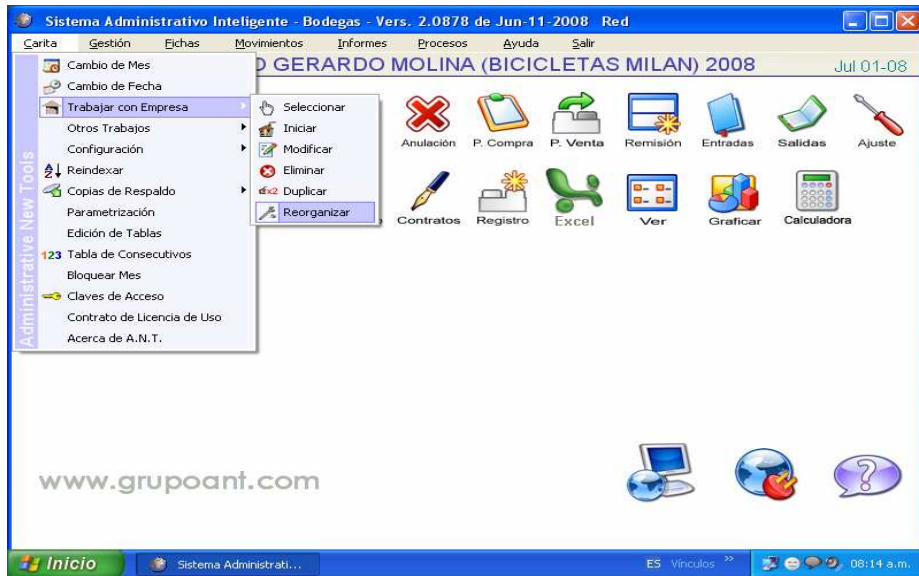 Sistema Administrativo Inteligente - Bodegas - Vers. 2.0878 de Jun-11-2008 Red
Carita Gestión Fichas Movimientos Informes Procesos Ayuda Salir
GERARDO MOLINA (BICICLETAS MILAN) 2008 Jul 01-08
Administrative New Tools
Cambio de Mes
Cambio de Fecha
Trabajar con Empresa
Otros Trabajos
Configuración
Reindexar
Copias de Respaldo
Parametrización
Edición de Tablas
123 Tabla de Consecutivos
Bloquear Mes
Claves de Acceso
Contrato de Licencia de Uso
Acerca de A.N.T.
Seleccionar
Iniciar
Modificar
Eliminar
Duplicar
Reorganizar
Anulación P. Compra P. Venta Remisión Entradas Salidas Ajuste
Contratos Registro Excel Ver Graficar Calculadora
www.grupoant.com
Inicio Sistema Administrati... ES Vínculos » 08:14 a.m.